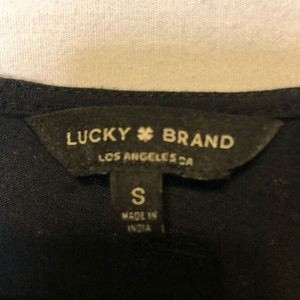 LUCKY BRAND
LOS ANGELES CA
S
MADE IN
INDIA